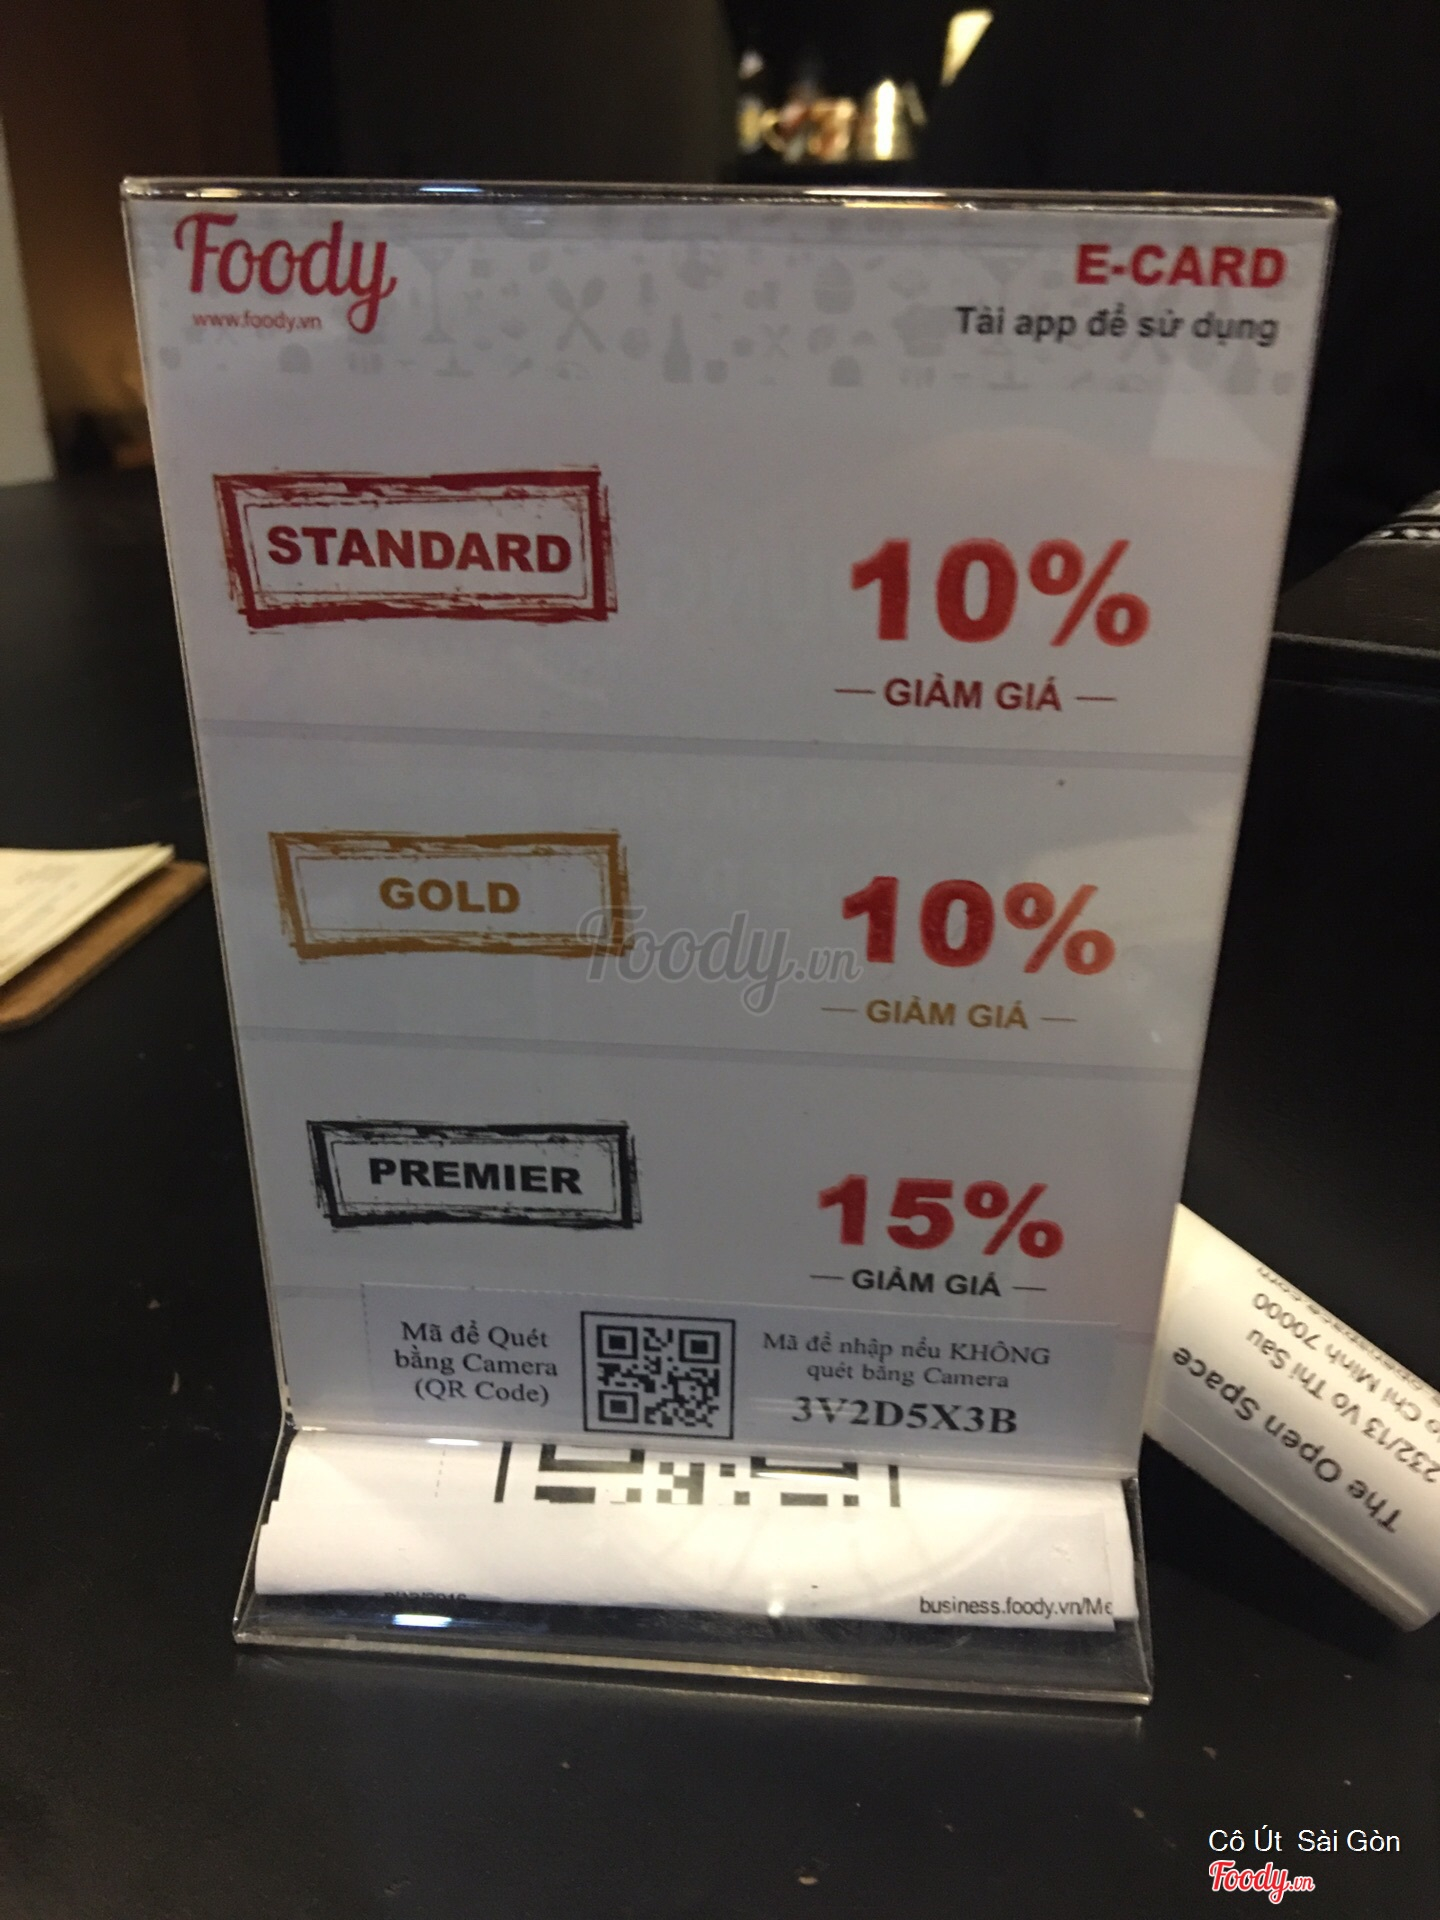 Foody
www.foody.vn
E-CARD
Tải app để sử dụng
STANDARD
10%
GIẢM GIÁ
GOLD
10%
GIẢM GIÁ
Foody.vn
PREMIER
15%
GIẢM GIÁ
Mã để Quét
bằng Camera
(QR Code)
Mã để nhập nếu KHÔNG
quét bằng Camera
3V2D5X3B
business.foody.vn/Me
The Open Space
232/13 Vo Thi Sau
Chi Minh 70000
Cô Út Sài Gòn
Foody.vn